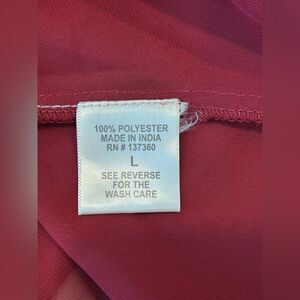 100% POLYESTER
MADE IN INDIA
RN # 137360
L
SEE REVERSE
FOR THE
WASH CARE